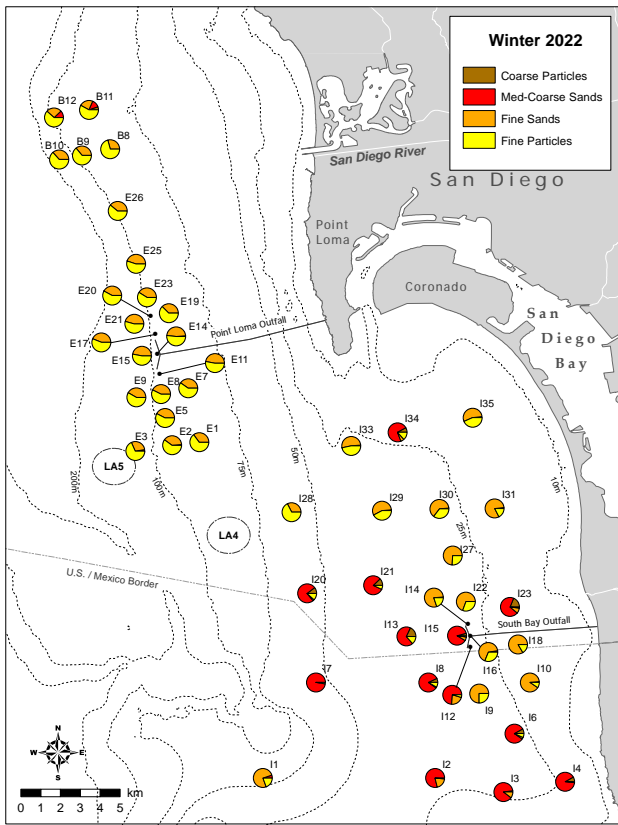 Winter 2022
Coarse Particles
Med-Coarse Sands
Fine Sands
Fine Particles
B12
B11
B10
B9
B8
San Diego River
San Diego
E26
Point
Loma
E25
E20
E23
E19
Coronado
San
Diego
Bay
E21
E14
Point Loma Outfall
E17
E15
E11
E9
E8
E7
E5
E3
E2
E1
I35
I34
I33
LA5
200m
100m
75m
50m
10m
I28
I29
I30
I31
25m
LA4
I27
U.S. / Mexico Border
I20
I21
I14
I22
I23
South Bay Outfall
I13
I15
I18
I16
I7
I8
I10
I12
I9
I6
N
W
E
S
I1
I2
I3
I4
km
0 1 2 3 4 5